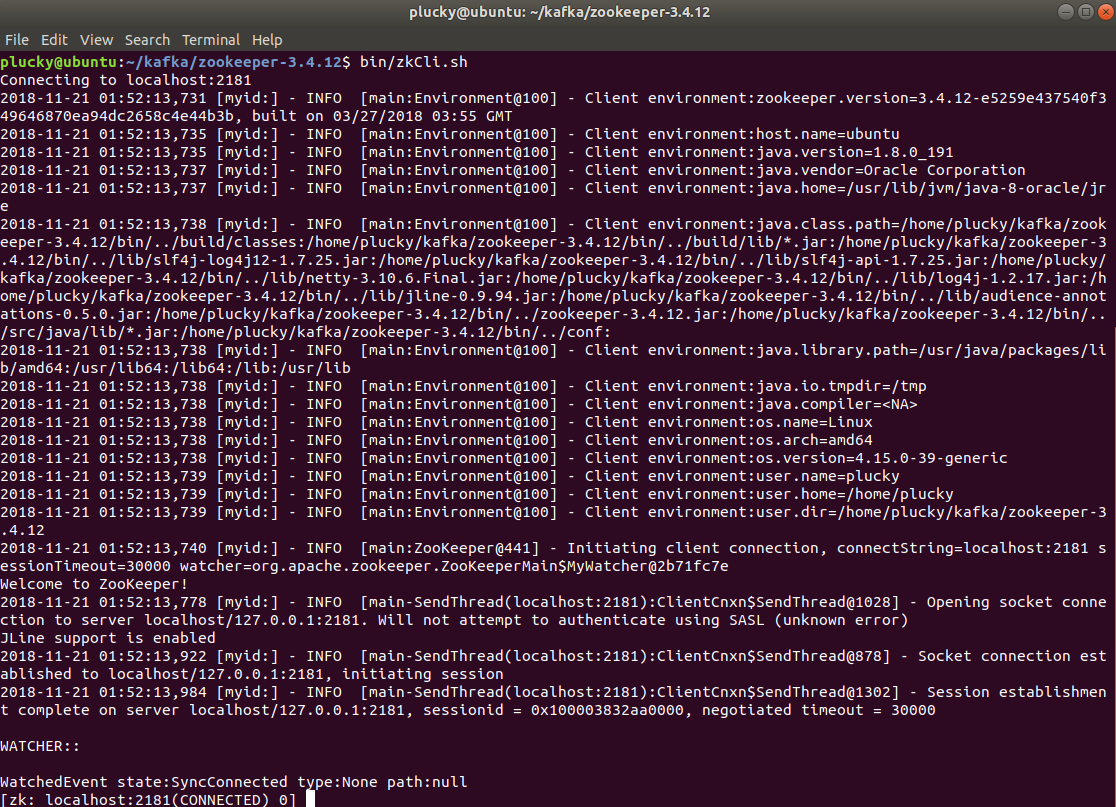 plucky@ubuntu: ~/kafka/zookeeper-3.4.12
File Edit View Search Terminal Help
plucky@ubuntu:~/kafka/zookeeper-3.4.12$ bin/zkCli.sh
Connecting to localhost:2181
2018-11-21 01:52:13,731 [myid:] - INFO  [main:Environment@100] - Client environment:zookeeper.version=3.4.12-e5259e437540f3
49646870ea94dc2658c4e44b3b, built on 03/27/2018 03:55 GMT
2018-11-21 01:52:13,735 [myid:] - INFO  [main:Environment@100] - Client environment:host.name=ubuntu
2018-11-21 01:52:13,735 [myid:] - INFO  [main:Environment@100] - Client environment:java.version=1.8.0_191
2018-11-21 01:52:13,737 [myid:] - INFO  [main:Environment@100] - Client environment:java.vendor=Oracle Corporation
2018-11-21 01:52:13,737 [myid:] - INFO  [main:Environment@100] - Client environment:java.home=/usr/lib/jvm/java-8-oracle/jr
e
2018-11-21 01:52:13,738 [myid:] - INFO  [main:Environment@100] - Client environment:java.class.path=/home/plucky/kafka/zook
eeper-3.4.12/bin/../build/classes:/home/plucky/kafka/zookeeper-3.4.12/bin/../build/lib/*.jar:/home/plucky/kafka/zookeeper-3
.4.12/bin/../lib/slf4j-log4j12-1.7.25.jar:/home/plucky/kafka/zookeeper-3.4.12/bin/../lib/slf4j-api-1.7.25.jar:/home/plucky/
kafka/zookeeper-3.4.12/bin/../lib/netty-3.10.6.Final.jar:/home/plucky/kafka/zookeeper-3.4.12/bin/../lib/log4j-1.2.17.jar:/h
ome/plucky/kafka/zookeeper-3.4.12/bin/../lib/jline-0.9.94.jar:/home/plucky/kafka/zookeeper-3.4.12/bin/../lib/audience-annot
ations-0.5.0.jar:/home/plucky/kafka/zookeeper-3.4.12/bin/../zookeeper-3.4.12.jar:/home/plucky/kafka/zookeeper-3.4.12/bin/..
/src/java/lib/*.jar:/home/plucky/kafka/zookeeper-3.4.12/bin/../conf:
2018-11-21 01:52:13,738 [myid:] - INFO  [main:Environment@100] - Client environment:java.library.path=/usr/java/packages/li
b/amd64:/usr/lib64:/lib64:/lib:/usr/lib
2018-11-21 01:52:13,738 [myid:] - INFO  [main:Environment@100] - Client environment:java.io.tmpdir=/tmp
2018-11-21 01:52:13,738 [myid:] - INFO  [main:Environment@100] - Client environment:java.compiler=<NA>
2018-11-21 01:52:13,738 [myid:] - INFO  [main:Environment@100] - Client environment:os.name=Linux
2018-11-21 01:52:13,738 [myid:] - INFO  [main:Environment@100] - Client environment:os.arch=amd64
2018-11-21 01:52:13,738 [myid:] - INFO  [main:Environment@100] - Client environment:os.version=4.15.0-39-generic
2018-11-21 01:52:13,739 [myid:] - INFO  [main:Environment@100] - Client environment:user.name=plucky
2018-11-21 01:52:13,739 [myid:] - INFO  [main:Environment@100] - Client environment:user.home=/home/plucky
2018-11-21 01:52:13,739 [myid:] - INFO  [main:Environment@100] - Client environment:user.dir=/home/plucky/kafka/zookeeper-3
.4.12
2018-11-21 01:52:13,740 [myid:] - INFO  [main:ZooKeeper@441] - Initiating client connection, connectString=localhost:2181 s
essionTimeout=30000 watcher=org.apache.zookeeper.ZooKeeperMain$MyWatcher@2b71fc7e
Welcome to ZooKeeper!
2018-11-21 01:52:13,778 [myid:] - INFO  [main-SendThread(localhost:2181):ClientCnxn$SendThread@1028] - Opening socket conne
ction to server localhost/127.0.0.1:2181. Will not attempt to authenticate using SASL (unknown error)
JLine support is enabled
2018-11-21 01:52:13,922 [myid:] - INFO  [main-SendThread(localhost:2181):ClientCnxn$SendThread@878] - Socket connection est
ablished to localhost/127.0.0.1:2181, initiating session
2018-11-21 01:52:13,984 [myid:] - INFO  [main-SendThread(localhost:2181):ClientCnxn$SendThread@1302] - Session establishmen
t complete on server localhost/127.0.0.1:2181, sessionid = 0x100003832aa0000, negotiated timeout = 30000
WATCHER::
WatchedEvent state:SyncConnected type:None path:null
[zk: localhost:2181(CONNECTED) 0]